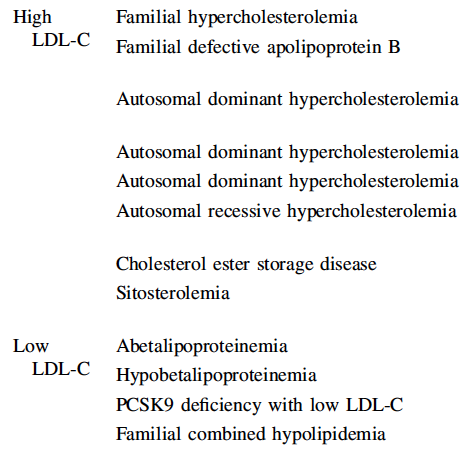 High Familial hypercholesterolemia
LDL-C Familial defective apolipoprotein B
Autosomal dominant hypercholesterolemia
Autosomal dominant hypercholesterolemia
Autosomal dominant hypercholesterolemia
Autosomal recessive hypercholesterolemia
Cholesterol ester storage disease
Sitosterolemia
Low Abetalipoproteinemia
LDL-C Hypobetalipoproteinemia
PCSK9 deficiency with low LDL-C
Familial combined hypolipidemia